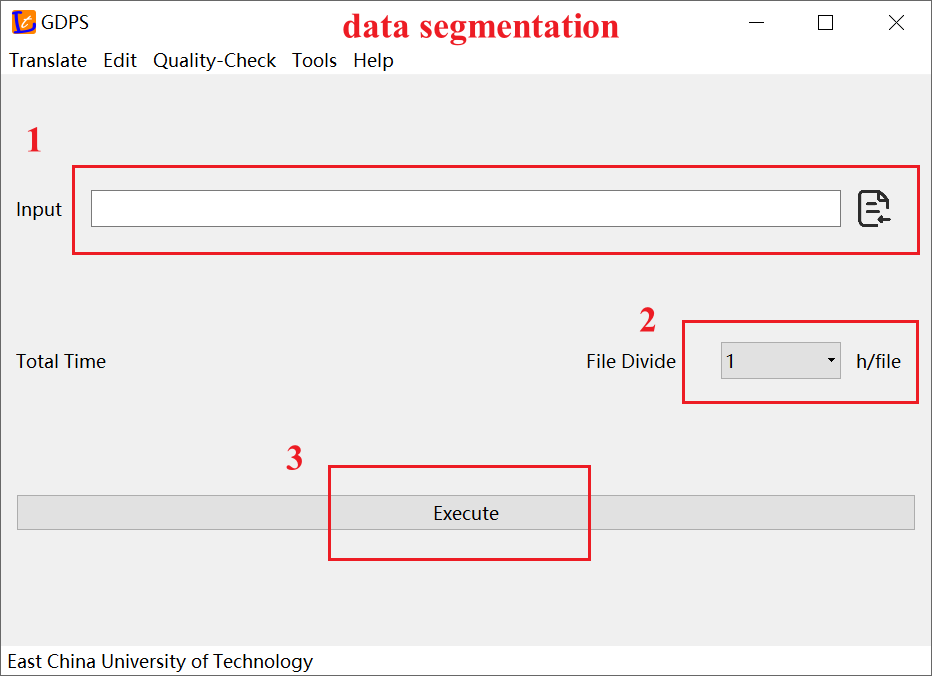 GDPS
data segmentation
Translate Edit Quality-Check Tools Help
1
Input
2
Total Time
File Divide 1 h/file
3
Execute
East China University of Technology